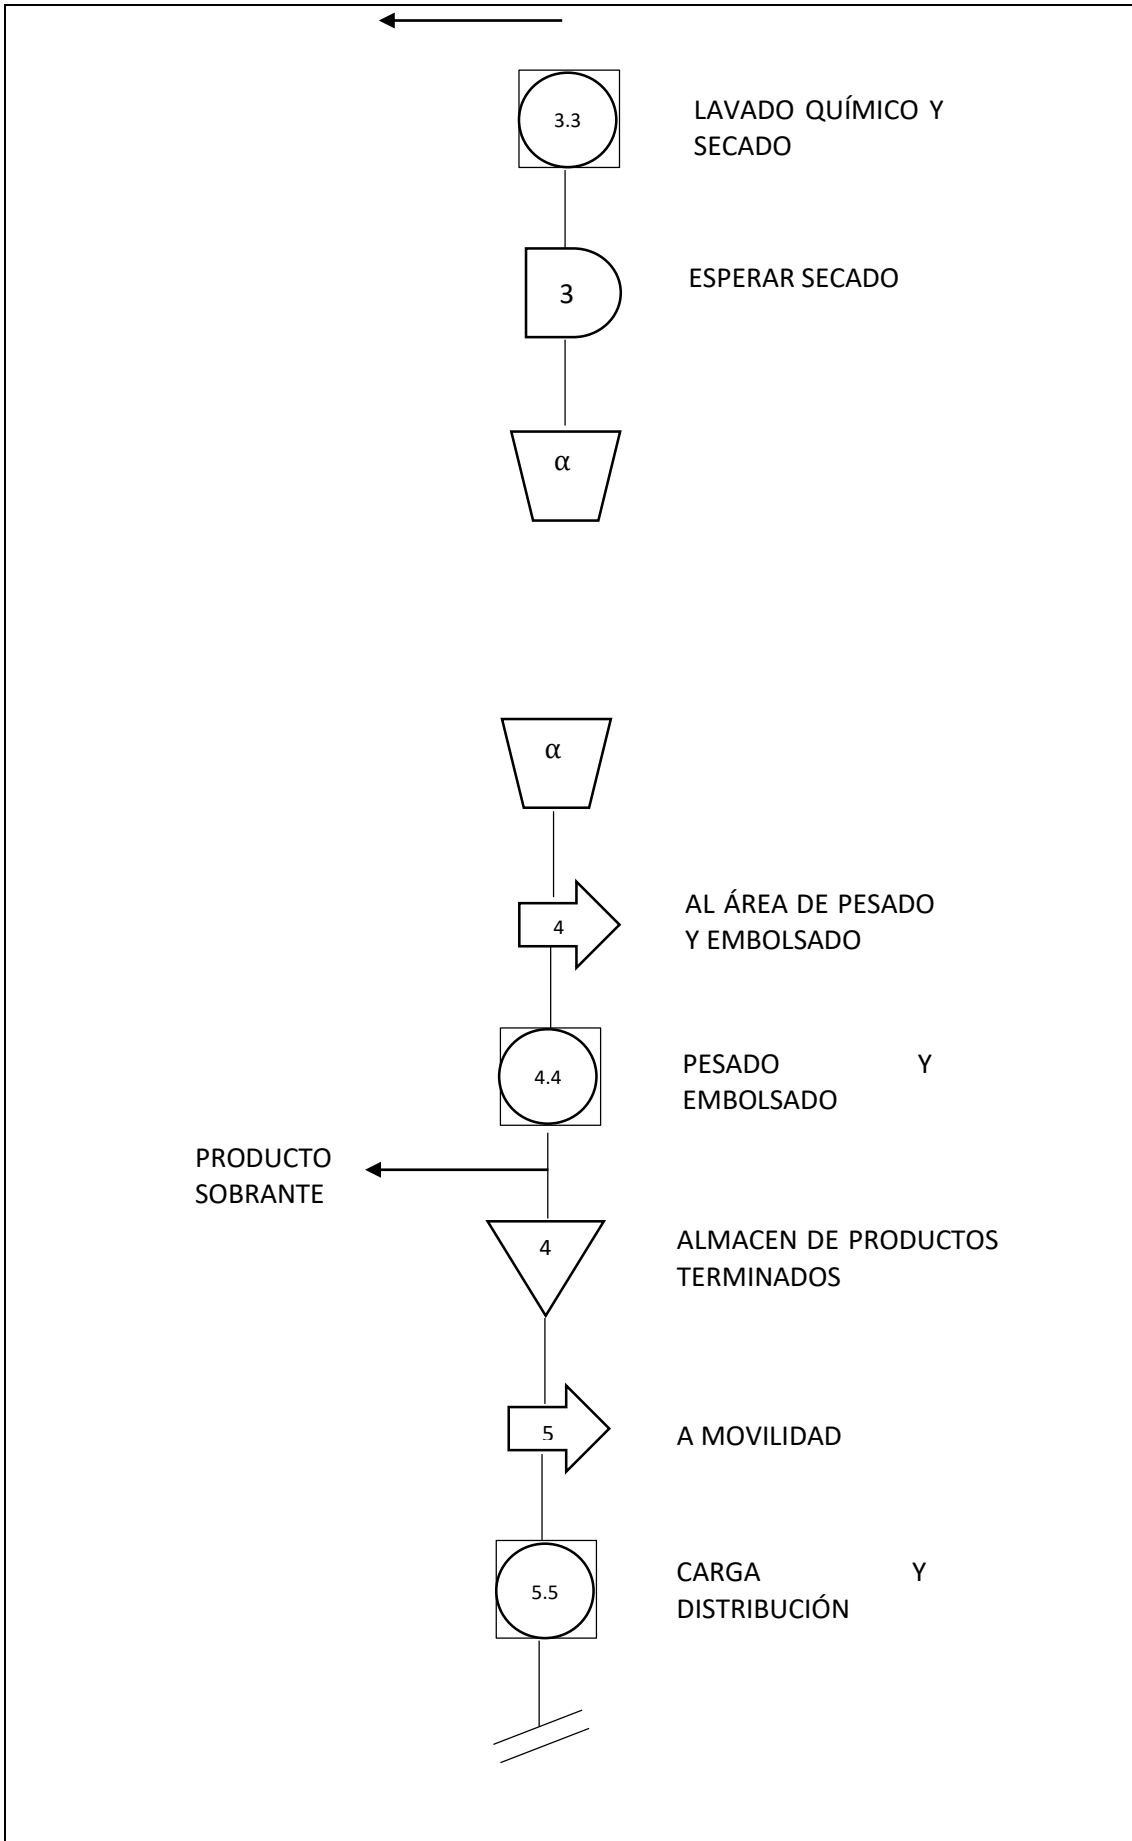 3.3
LAVADO QUÍMICO Y
SECADO
3
ESPERAR SECADO
α
α
4
AL ÁREA DE PESADO
Y EMBOLSADO
4.4
PESADO Y
EMBOLSADO
PRODUCTO
SOBRANTE
4
ALMACEN DE PRODUCTOS
TERMINADOS
5
A MOVILIDAD
5.5
CARGA Y
DISTRIBUCIÓN